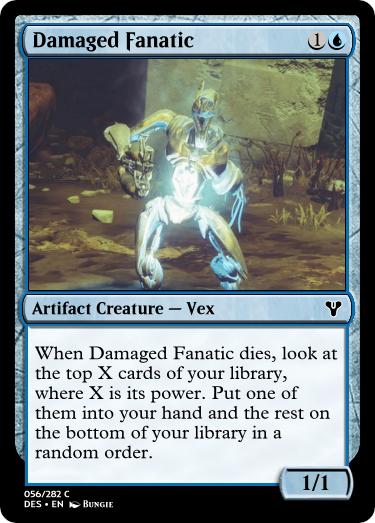 Damaged Fanatic 1
Artifact Creature — Vex
When Damaged Fanatic dies, look at
the top X cards of your library,
where X is its power. Put one of
them into your hand and the rest on
the bottom of your library in a
random order.
1/1
056/282 C
DES • EN Bungie